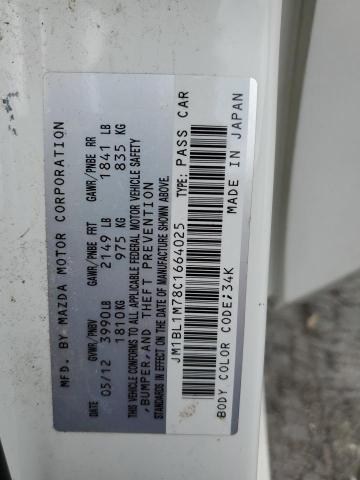 MFD. BY MAZDA MOTOR CORPORATION
DATE GVWR/PNBV GAWR/PNBE FRT GAWR/PNBE RR
05/12 3990LB 2149 LB 1841 LB
1810KG 975 KG 835 KG
THIS VEHICLE CONFORMS TO ALL APPLICABLE FEDERAL MOTOR VEHICLE SAFETY
,BUMPER,AND THEFT PREVENTION
STANDARDS IN EFFECT ON THE DATE OF MANUFACTURE SHOWN ABOVE.
JM1BL1M78C1664025 TYPE: PASS CAR
BODY COLOR CODE;34K MADE IN JAPAN